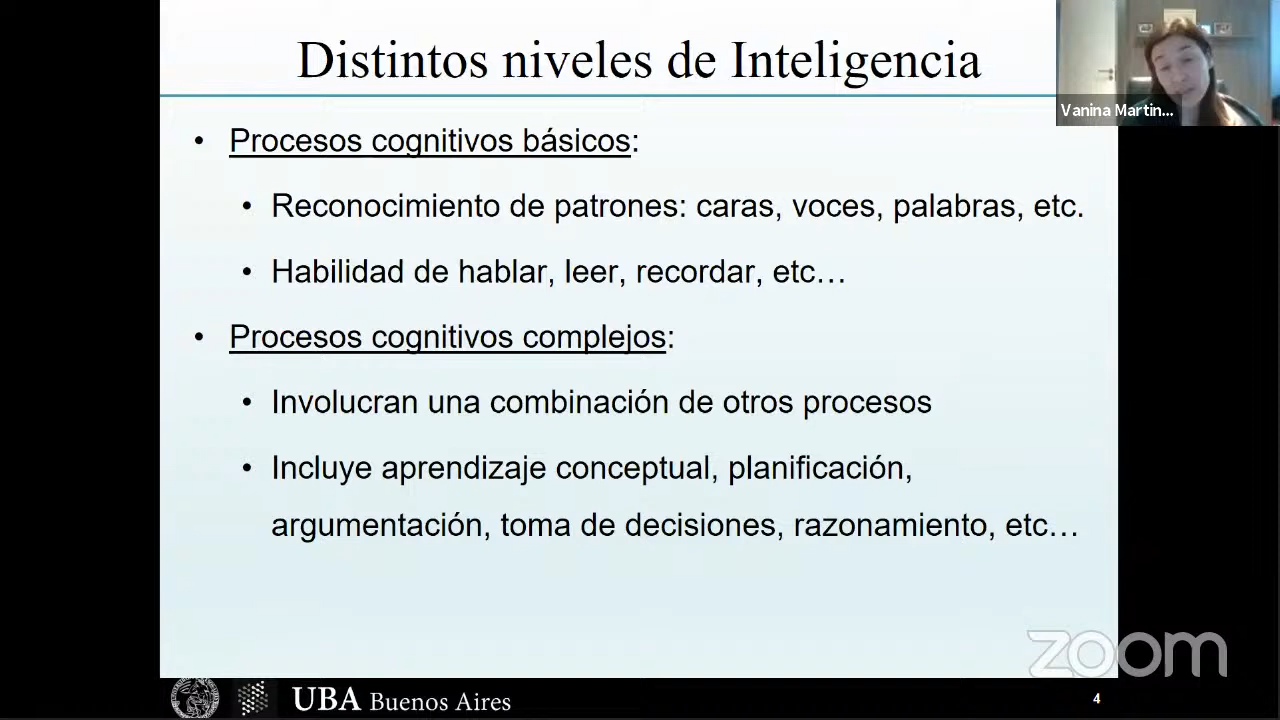 Distintos niveles de Inteligencia
Vanina Martin...
• Procesos cognitivos básicos:
• Reconocimiento de patrones: caras, voces, palabras, etc.
• Habilidad de hablar, leer, recordar, etc…
• Procesos cognitivos complejos:
• Involucran una combinación de otros procesos
• Incluye aprendizaje conceptual, planificación,
argumentación, toma de decisiones, razonamiento, etc…
zoom
UBA Buenos Aires
4